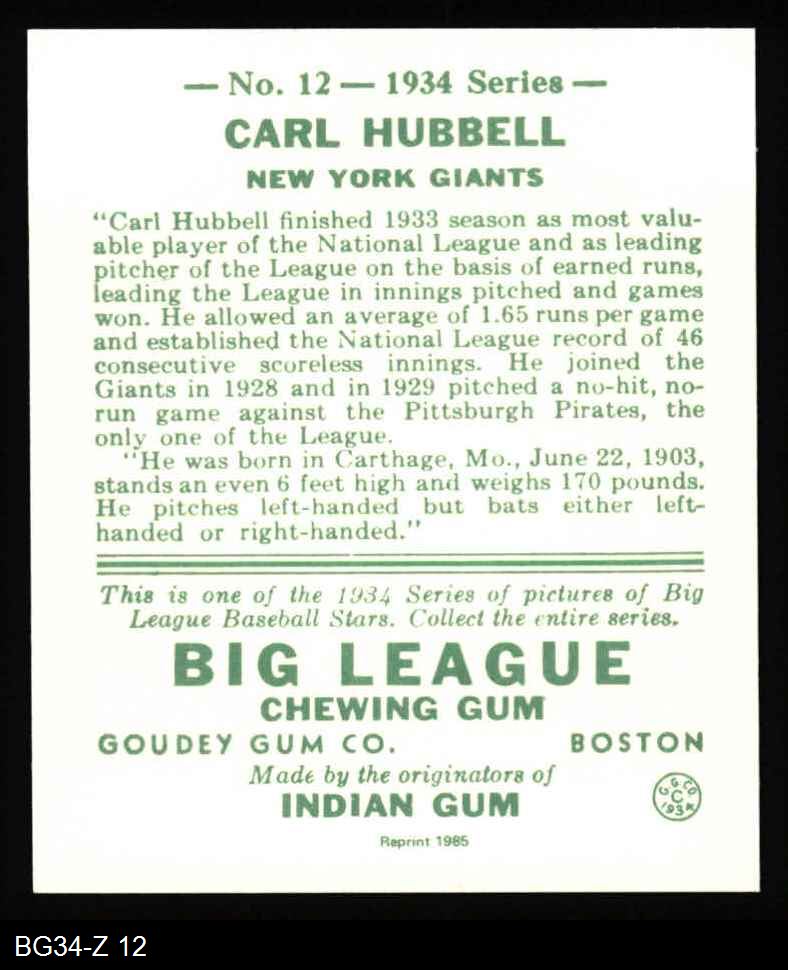 — No. 12 — 1934 Series —
CARL HUBBELL
NEW YORK GIANTS
"Carl Hubbell finished 1933 season as most valu-
able player of the National League and as leading
pitcher of the League on the basis of earned runs,
leading the League in innings pitched and games
won. He allowed an average of 1.65 runs per game
and established the National League record of 46
consecutive scoreless innings. He joined the
Giants in 1928 and in 1929 pitched a no-hit, no-
run game against the Pittsburgh Pirates, the
only one of the League.
"He was born in Carthage, Mo., June 22, 1903,
stands an even 6 feet high and weighs 170 pounds.
He pitches left-handed but bats either left-
handed or right-handed."
This is one of the 1934 Series of pictures of Big
League Baseball Stars. Collect the entire series.
BIG LEAGUE
CHEWING GUM
GOUDEY GUM CO. BOSTON
Made by the originators of
INDIAN GUM
G.G.CO.
C
1934
Reprint 1985
BG34-Z 12